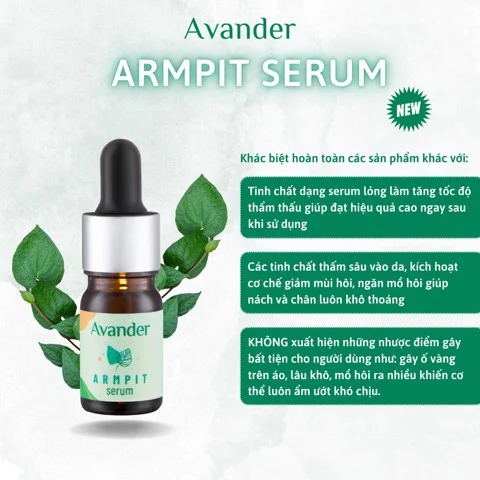 Avander
ARMPIT SERUM
NEW
Khác biệt hoàn toàn các sản phẩm khác với:
Tinh chất dạng serum lỏng làm tăng tốc độ
thẩm thấu giúp đạt hiệu quả cao ngay sau
khi sử dụng
Các tinh chất thấm sâu vào da, kích hoạt
cơ chế giảm mùi hôi, ngăn mồ hôi giúp
nách và chân luôn khô thoáng
KHÔNG xuất hiện những nhược điểm gây
bất tiện cho người dùng như: gây ố vàng
trên áo, lâu khô, mồ hôi ra nhiều khiến cơ
thể luôn ẩm ướt khó chịu.
Avander
ARMPIT
serum